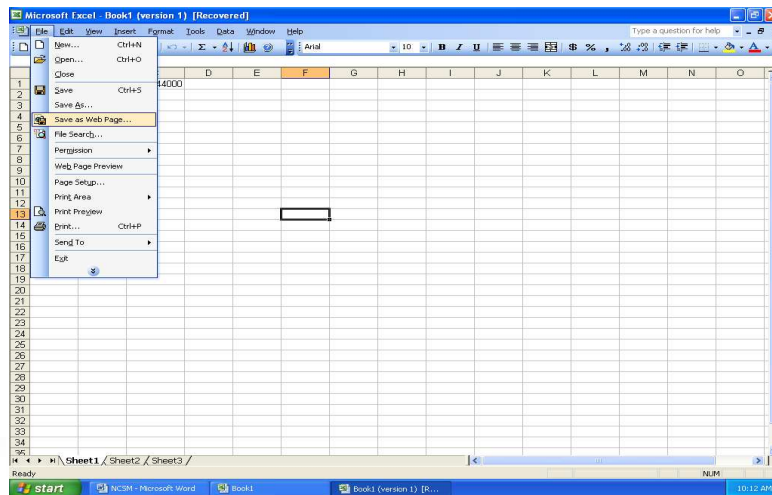 Microsoft Excel - Book1 (version 1) [Recovered]
File Edit View Insert Format Tools Data Window Help Type a question for help
Arial 10 B I U $ % ,
D E F G H I J K L M N O
New... Ctrl+N
Open... Ctrl+O
Close
Save Ctrl+S
Save As...
Save as Web Page...
File Search...
Permission
Web Page Preview
Page Setup...
Print Area
Print Preview
Print... Ctrl+P
Send To
Exit
1 44000
2
3
4
5
6
7
8
9
10
11
12
13
14
15
16
17
18
19
20
21
22
23
24
25
26
27
28
29
30
31
32
33
34
35
Sheet1 / Sheet2 / Sheet3 /
Ready NUM
start NCSM - Microsoft Word Book1 Book1 (version 1) [R... 10:12 AM